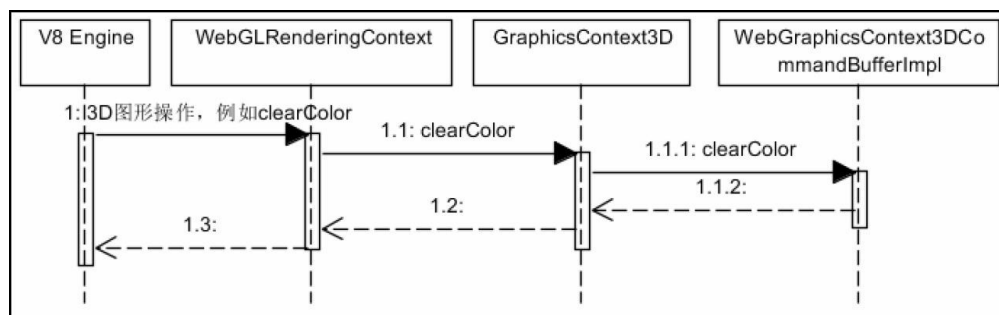 V8 Engine
WebGLRenderingContext
GraphicsContext3D
WebGraphicsContext3DCo
mmandBufferImpl
1:l3D图形操作，例如clearColor
1.1: clearColor
1.1.1: clearColor
1.1.2:
1.2:
1.3: